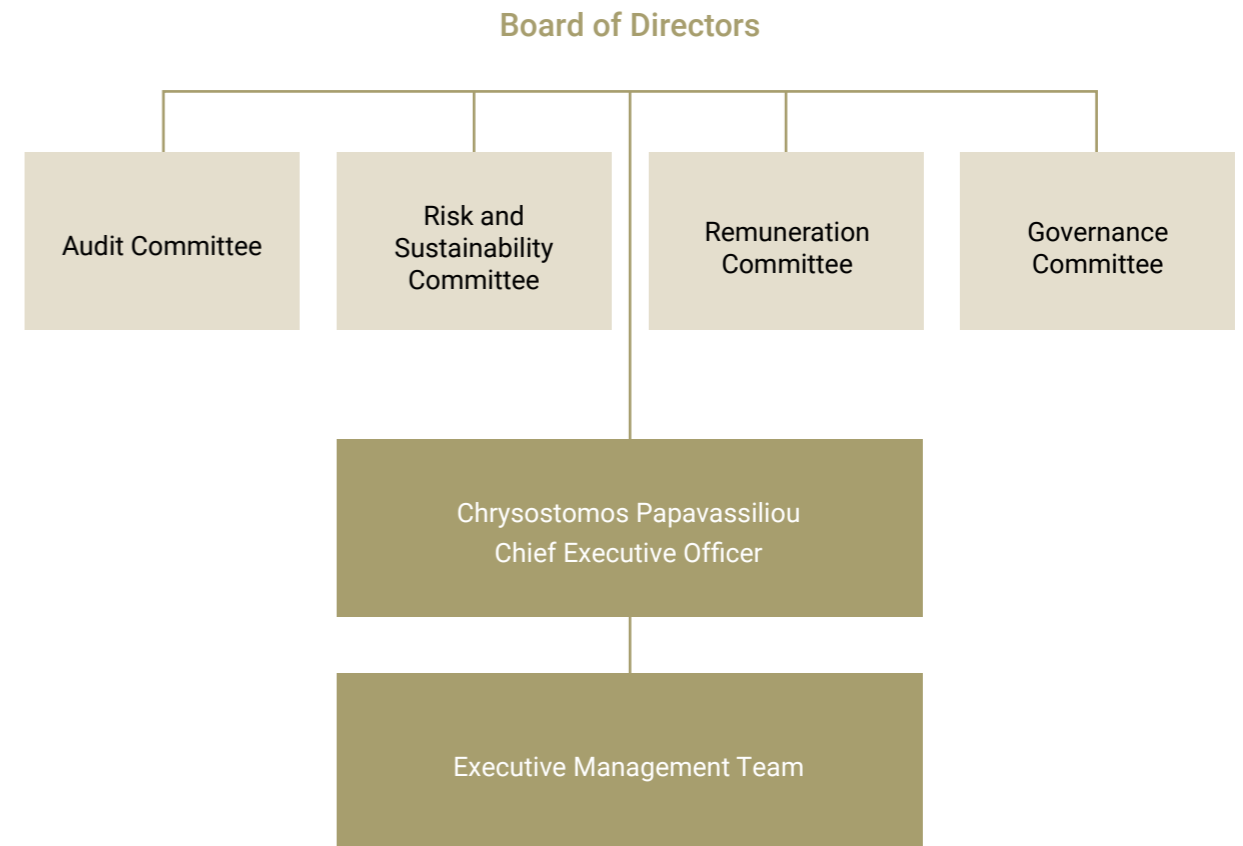 Board of Directors
Audit Committee
Risk and
Sustainability
Committee
Remuneration
Committee
Governance
Committee
Chrysostomos Papavassiliou
Chief Executive Officer
Executive Management Team